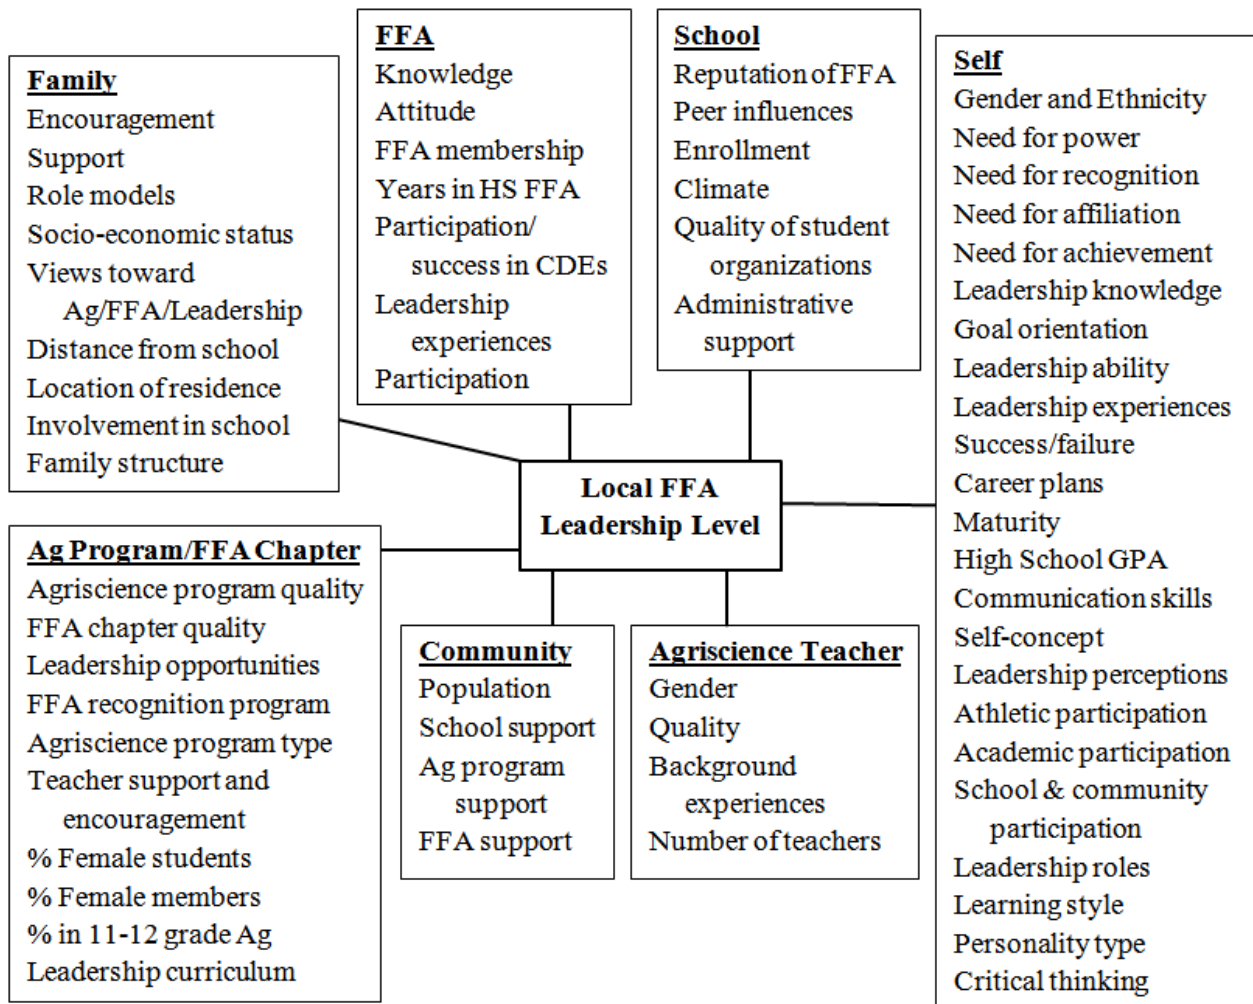 Family
Encouragement
Support
Role models
Socio-economic status
Views toward
Ag/FFA/Leadership
Distance from school
Location of residence
Involvement in school
Family structure
FFA
Knowledge
Attitude
FFA membership
Years in HS FFA
Participation/
success in CDEs
Leadership
experiences
Participation
School
Reputation of FFA
Peer influences
Enrollment
Climate
Quality of student
organizations
Administrative
support
Self
Gender and Ethnicity
Need for power
Need for recognition
Need for affiliation
Need for achievement
Leadership knowledge
Goal orientation
Leadership ability
Leadership experiences
Success/failure
Career plans
Maturity
High School GPA
Communication skills
Self-concept
Leadership perceptions
Athletic participation
Academic participation
School & community
participation
Leadership roles
Learning style
Personality type
Critical thinking
Local FFA
Leadership Level
Ag Program/FFA Chapter
Agriscience program quality
FFA chapter quality
Leadership opportunities
FFA recognition program
Agriscience program type
Teacher support and
encouragement
% Female students
% Female members
% in 11-12 grade Ag
Leadership curriculum
Community
Population
School support
Ag program
support
FFA support
Agriscience Teacher
Gender
Quality
Background
experiences
Number of teachers